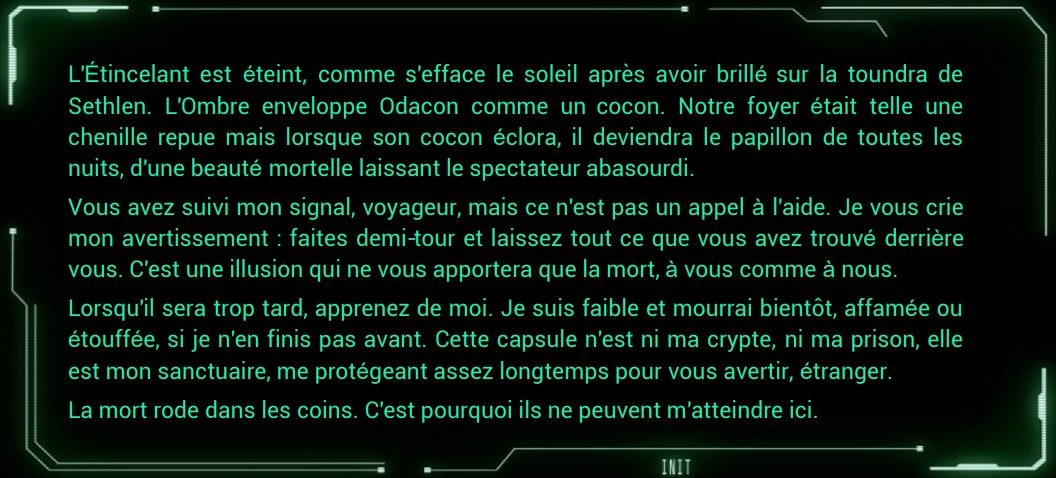 L'Étincelant est éteint, comme s'efface le soleil après avoir brillé sur la toundra de
Sethlen. L'Ombre enveloppe Odacon comme un cocon. Notre foyer était telle une
chenille repue mais lorsque son cocon éclora, il deviendra le papillon de toutes les
nuits, d'une beauté mortelle laissant le spectateur abasourdi.
Vous avez suivi mon signal, voyageur, mais ce n'est pas un appel à l'aide. Je vous crie
mon avertissement : faites demi-tour et laissez tout ce que vous avez trouvé derrière
vous. C'est une illusion qui ne vous apportera que la mort, à vous comme à nous.
Lorsqu'il sera trop tard, apprenez de moi. Je suis faible et mourrai bientôt, affamée ou
étouffée, si je n'en finis pas avant. Cette capsule n'est ni ma crypte, ni ma prison, elle
est mon sanctuaire, me protégeant assez longtemps pour vous avertir, étranger.
La mort rode dans les coins. C'est pourquoi ils ne peuvent m'atteindre ici.
INIT